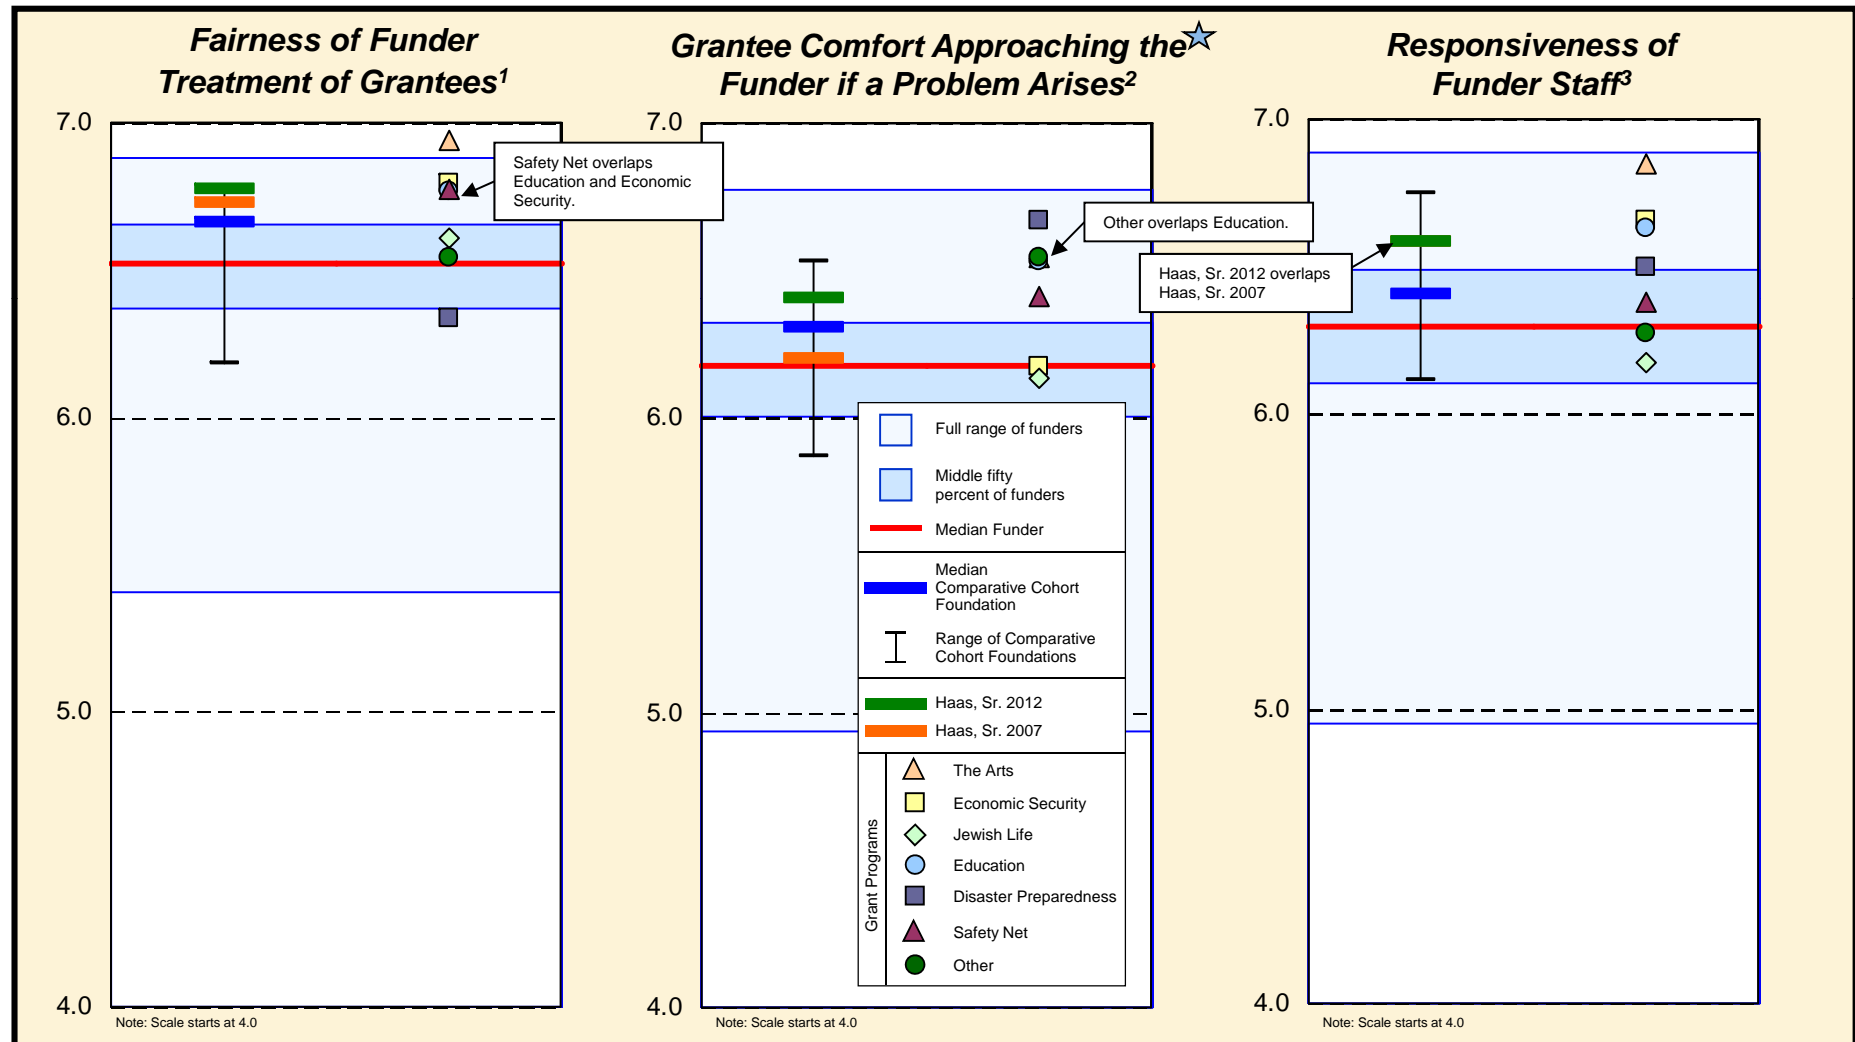 Fairness of Funder
Treatment of Grantees1
7.0
6.0
5.0
4.0
Safety Net overlaps
Education and Economic
Security.
Note: Scale starts at 4.0
Grantee Comfort Approaching the
Funder if a Problem Arises2
7.0
6.0
5.0
4.0
Other overlaps Education.
Full range of funders
Middle fifty
percent of funders
Median Funder
Median
Comparative Cohort
Foundation
Range of Comparative
Cohort Foundations
Haas, Sr. 2012
Haas, Sr. 2007
Grant Programs
The Arts
Economic Security
Jewish Life
Education
Disaster Preparedness
Safety Net
Other
Note: Scale starts at 4.0
Responsiveness of
Funder Staff3
7.0
6.0
5.0
4.0
Haas, Sr. 2012 overlaps
Haas, Sr. 2007
Note: Scale starts at 4.0